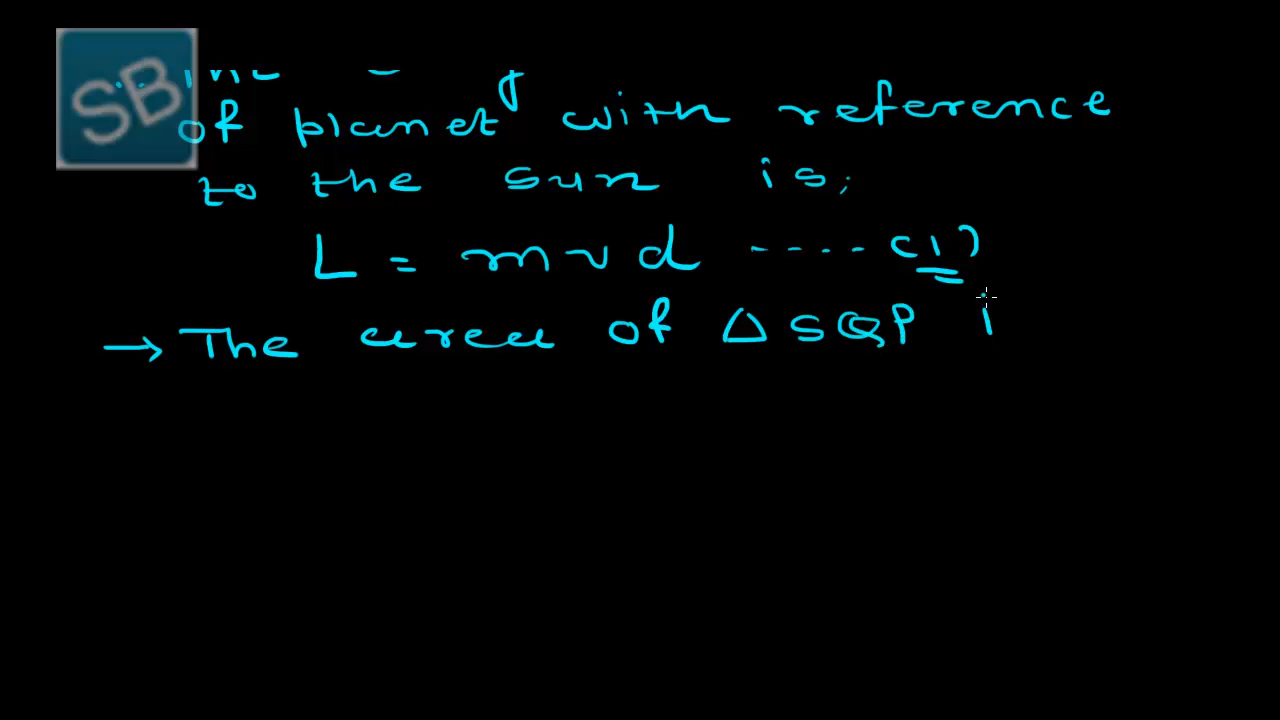 SB
of planet with reference
to the sun is,
L = mvd ---- (1)
→ The area of △ SQP i